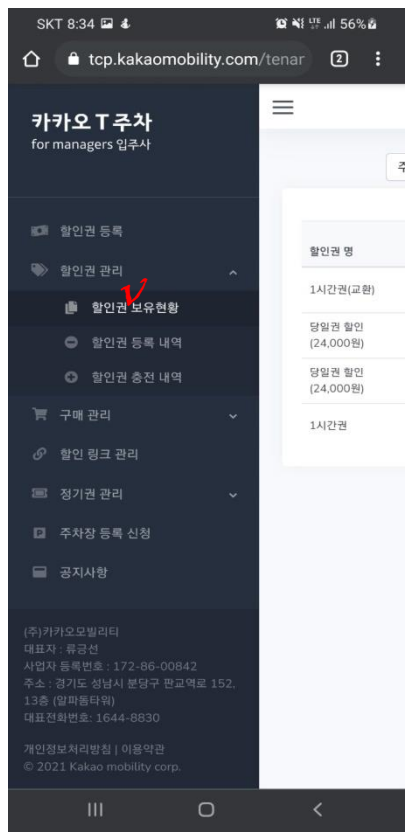 SKT 8:34
LTE
56%
tcp.kakaomobility.com/tenar
2
카카오 T 주차
for managers 입주사
주
할인권 등록
할인권 관리
v
할인권 보유현황
할인권 등록 내역
할인권 충전 내역
구매 관리
할인 링크 관리
정기권 관리
주차장 등록 신청
공지사항
할인권 명
1시간권(교환)
당일권 할인
(24,000원)
당일권 할인
(24,000원)
1시간권
(주)카카오모빌리티
대표자 : 류긍선
사업자 등록번호 : 172-86-00842
주소 : 경기도 성남시 분당구 판교역로 152,
13층 (알파돔타워)
대표전화번호: 1644-8830
개인정보처리방침 | 이용약관
© 2021 Kakao mobility corp.